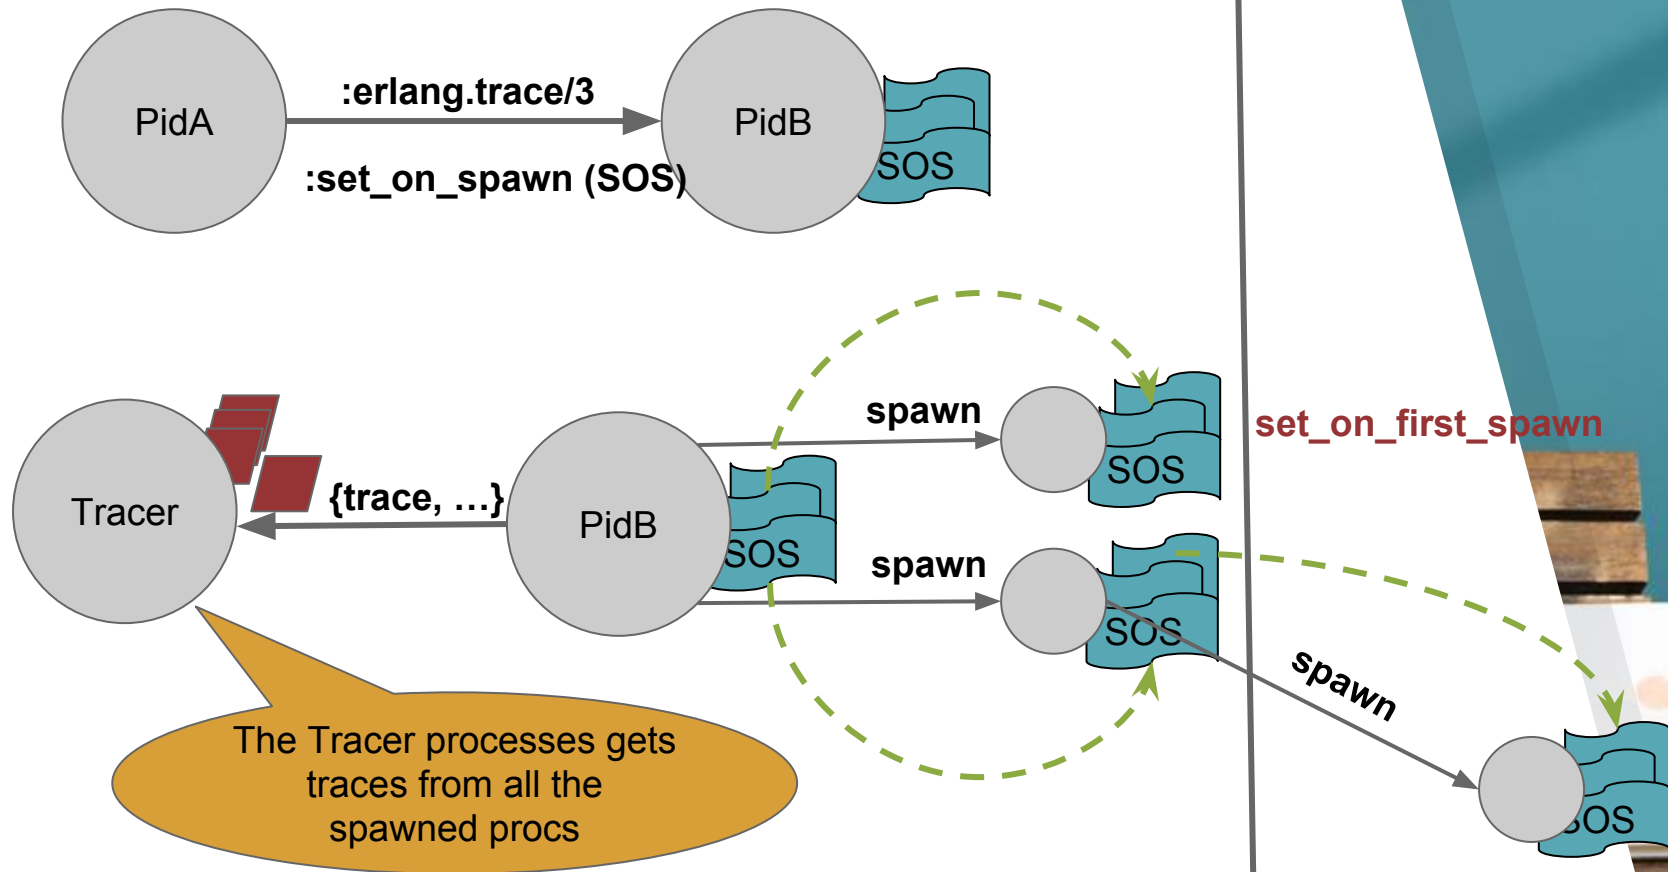 PidA
:erlang.trace/3
:set_on_spawn (SOS)
PidB
SOS
Tracer
{trace, …}
PidB
SOS
spawn
SOS
spawn
SOS
set_on_first_spawn
spawn
SOS
The Tracer processes gets
traces from all the
spawned procs